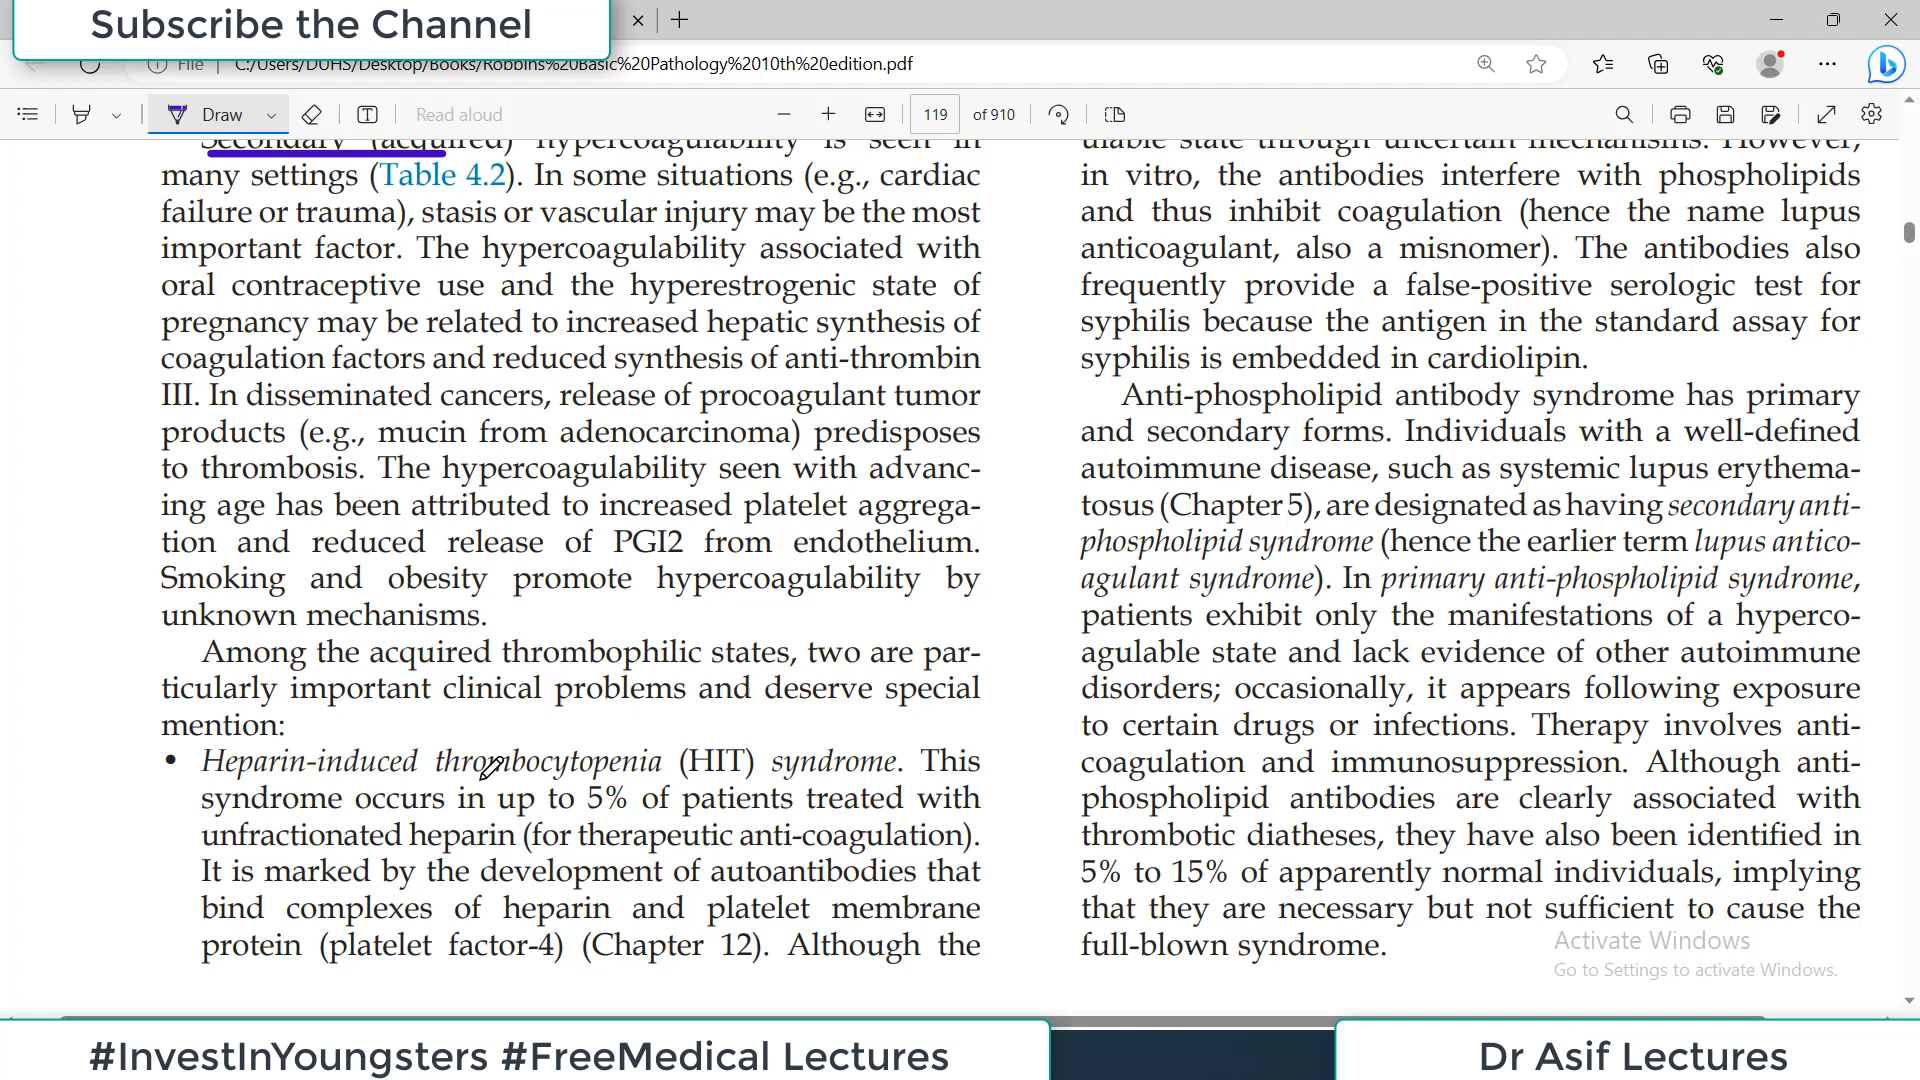 Subscribe the Channel
File
C:/Users/DUHS/Desktop/Books/Robbins%20Basic%20Pathology%2010th%20edition.pdf
Draw
Read aloud
119 of 910
Secondary (acquired) hypercoagulability is seen in
many settings (Table 4.2). In some situations (e.g., cardiac
failure or trauma), stasis or vascular injury may be the most
important factor. The hypercoagulability associated with
oral contraceptive use and the hyperestrogenic state of
pregnancy may be related to increased hepatic synthesis of
coagulation factors and reduced synthesis of anti-thrombin
III. In disseminated cancers, release of procoagulant tumor
products (e.g., mucin from adenocarcinoma) predisposes
to thrombosis. The hypercoagulability seen with advanc-
ing age has been attributed to increased platelet aggrega-
tion and reduced release of PGI2 from endothelium.
Smoking and obesity promote hypercoagulability by
unknown mechanisms.
Among the acquired thrombophilic states, two are par-
ticularly important clinical problems and deserve special
mention:
• Heparin-induced thrombocytopenia (HIT) syndrome. This
syndrome occurs in up to 5% of patients treated with
unfractionated heparin (for therapeutic anti-coagulation).
It is marked by the development of autoantibodies that
bind complexes of heparin and platelet membrane
protein (platelet factor-4) (Chapter 12). Although the
ulable state through uncertain mechanisms. However,
in vitro, the antibodies interfere with phospholipids
and thus inhibit coagulation (hence the name lupus
anticoagulant, also a misnomer). The antibodies also
frequently provide a false-positive serologic test for
syphilis because the antigen in the standard assay for
syphilis is embedded in cardiolipin.
Anti-phospholipid antibody syndrome has primary
and secondary forms. Individuals with a well-defined
autoimmune disease, such as systemic lupus erythema-
tosus (Chapter 5), are designated as having secondary anti-
phospholipid syndrome (hence the earlier term lupus antico-
agulant syndrome). In primary anti-phospholipid syndrome,
patients exhibit only the manifestations of a hyperco-
agulable state and lack evidence of other autoimmune
disorders; occasionally, it appears following exposure
to certain drugs or infections. Therapy involves anti-
coagulation and immunosuppression. Although anti-
phospholipid antibodies are clearly associated with
thrombotic diatheses, they have also been identified in
5% to 15% of apparently normal individuals, implying
that they are necessary but not sufficient to cause the
full-blown syndrome.
Activate Windows
Go to Settings to activate Windows.
#InvestInYoungsters #FreeMedical Lectures
Dr Asif Lectures